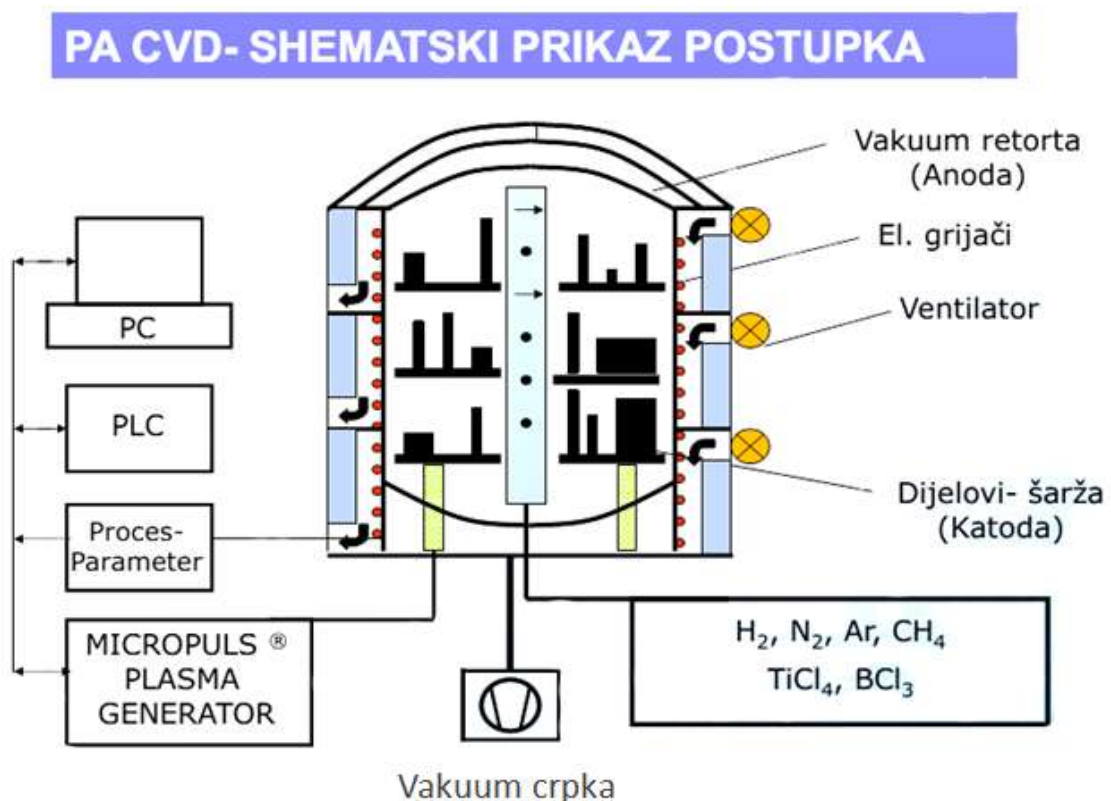 PA CVD- SHEMATSKI PRIKAZ POSTUPKA
Vakuum retorta
(Anoda)
El. grijači
Ventilator
Dijelovi- šarža
(Katoda)
PC
PLC
Proces-
Parameter
MICROPULS ®
PLASMA
GENERATOR
H₂, N₂, Ar, CH₄
TiCl₄, BCl₃
Vakuum crpka